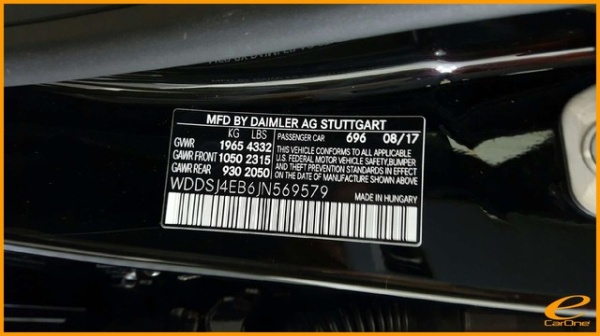 MFD BY DAIMLER AG STUTTGART
KG LBS
GVWR 1965 4332
GAWR FRONT 1050 2315
GAWR REAR 930 2050
PASSENGER CAR 696 08/17
THIS VEHICLE CONFORMS TO ALL APPLICABLE
U.S. FEDERAL MOTOR VEHICLE SAFETY, BUMPER
AND THEFT PREVENTION STANDARDS IN EFFECT
ON THE DATE OF MANUFACTURE SHOWN ABOVE.
WDDSJ4EB6JN569579
MADE IN HUNGARY
e
CarOne